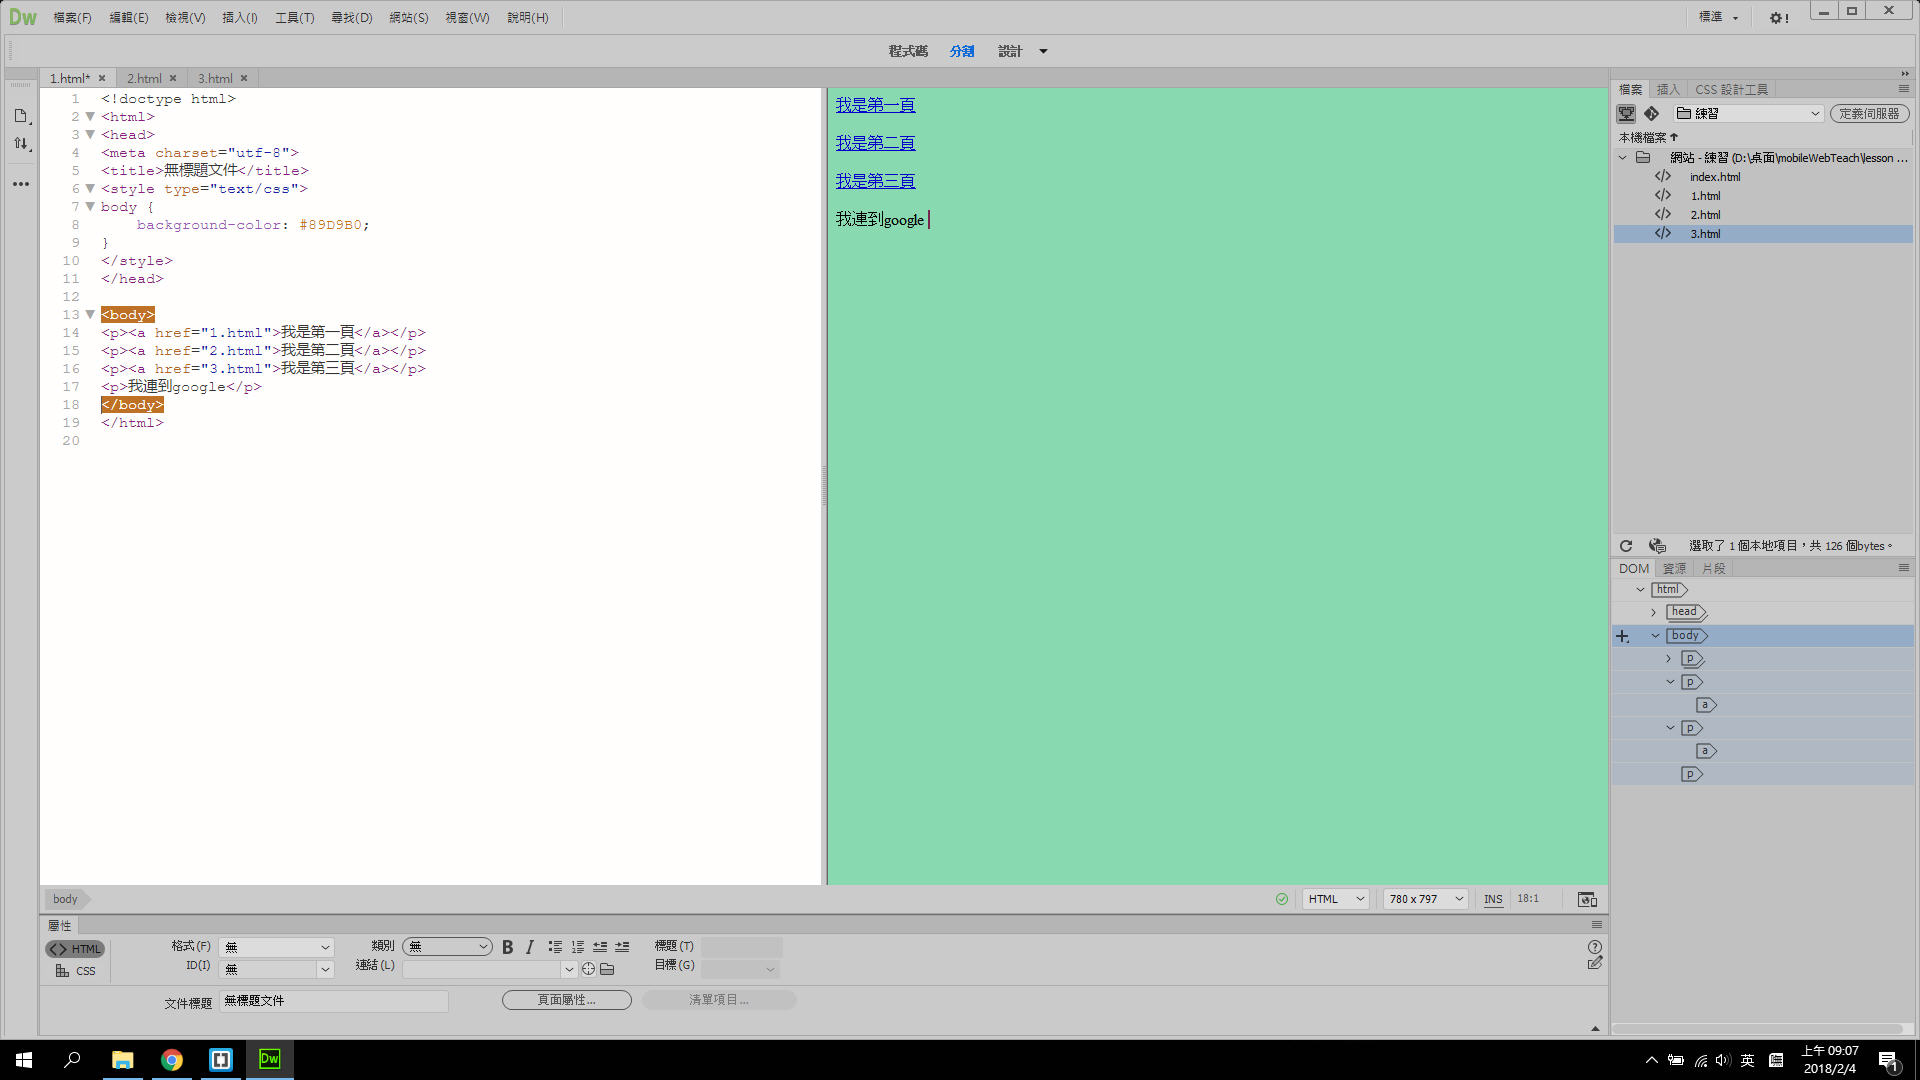 Dw 檔案(F) 編輯(E) 檢視(V) 插入(I) 工具(T) 尋找(D) 網站(S) 視窗(W) 說明(H) 標準
程式碼 分割 設計
1.html* 2.html 3.html
1 <!doctype html>
2 <html>
3 <head>
4 <meta charset="utf-8">
5 <title>無標題文件</title>
6 <style type="text/css">
7 body {
8 background-color: #89D9B0;
9 }
10 </style>
11 </head>
12
13 <body>
14 <p><a href="1.html">我是第一頁</a></p>
15 <p><a href="2.html">我是第二頁</a></p>
16 <p><a href="3.html">我是第三頁</a></p>
17 <p>我連到google</p>
18 </body>
19 </html>
20
我是第一頁
我是第二頁
我是第三頁
我連到google
檔案 插入 CSS 設計工具
練習 定義伺服器
本機檔案
網站 - 練習 (D:\桌面\mobileWebTeach\lesson ...
index.html
1.html
2.html
3.html
選取了 1 個本地項目，共 126 個bytes。
DOM 資源 片段
html
head
body
p
p
a
p
a
p
body HTML 780 x 797 INS 18:1
屬性
HTML 格式(F) 無 類別 無 B I 標題(T)
CSS ID(I) 無 連結(L) 目標(G)
文件標題 無標題文件 頁面屬性... 清單項目...
Dw 英 上午 09:07
2018/2/4 1